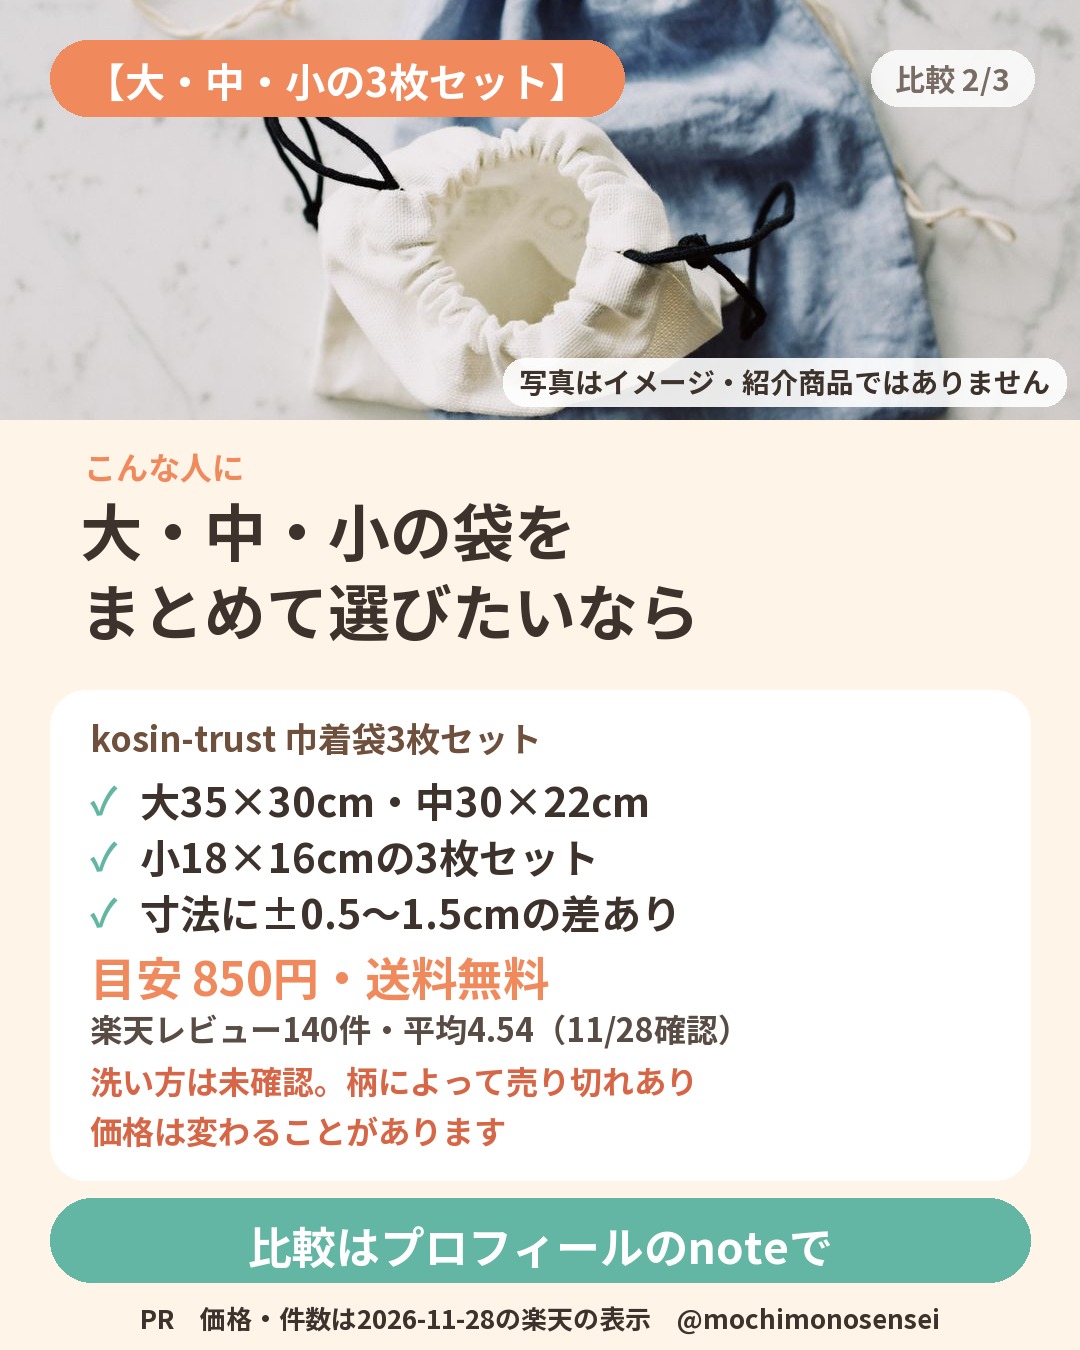 【大・中・小の3枚セット】
比較 2/3
写真はイメージ・紹介商品ではありません
こんな人に
大・中・小の袋を
まとめて選びたいなら
kosin-trust 巾着袋3枚セット
✓ 大35×30cm・中30×22cm
✓ 小18×16cmの3枚セット
✓ 寸法に±0.5〜1.5cmの差あり
目安 850円・送料無料
楽天レビュー140件・平均4.54（11/28確認）
洗い方は未確認。柄によって売り切れあり
価格は変わることがあります
比較はプロフィールのnoteで
PR 価格・件数は2026-11-28の楽天の表示 @mochimonosensei